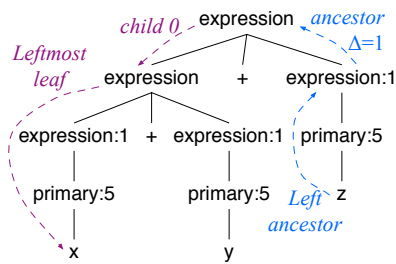 expression
child 0
ancestor
Δ=1
Leftmost
leaf
expression + expression:1
expression:1 + expression:1 primary:5
primary:5 primary:5 z
Left
ancestor
x y